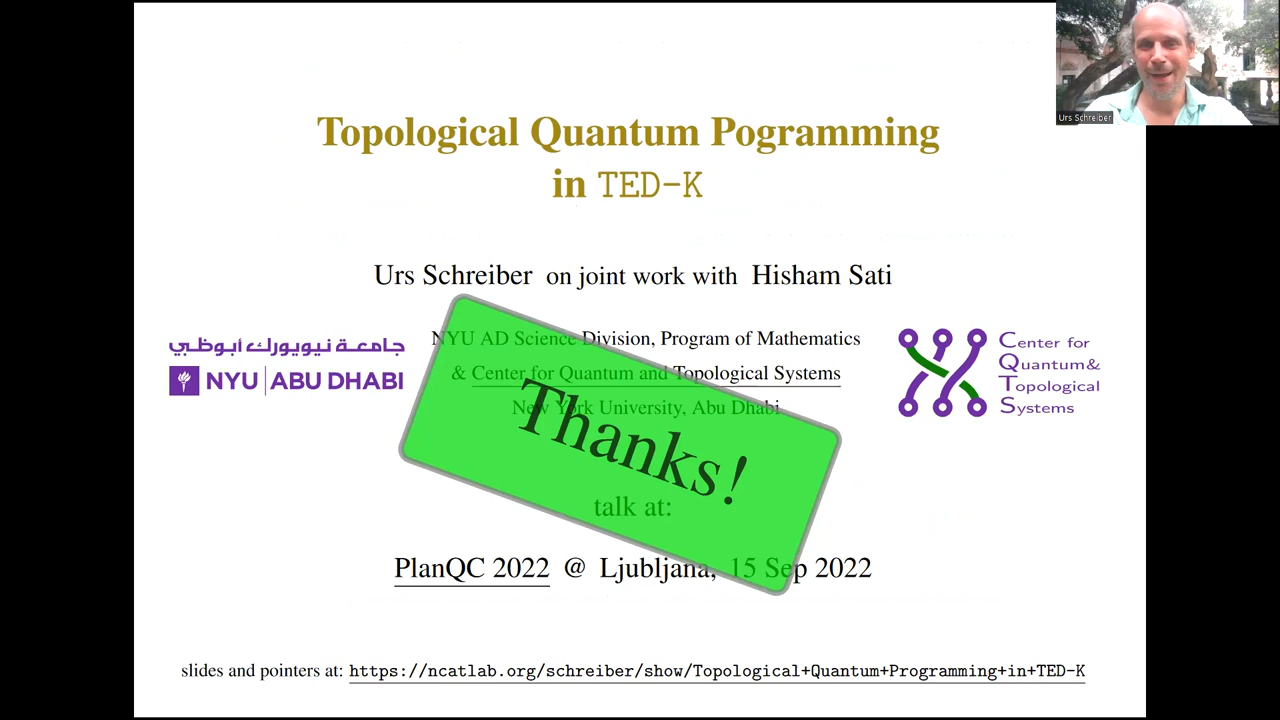 Urs Schreiber
Topological Quantum Pogramming
in TED-K
Urs Schreiber on joint work with Hisham Sati
جامعة نيويورك أبوظبي
NYU | ABU DHABI
NYU AD Science Division, Program of Mathematics
& Center for Quantum and Topological Systems
New York University, Abu Dhabi
Center for
Quantum&
Topological
Systems
Thanks!
talk at:
PlanQC 2022 @ Ljubljana, 15 Sep 2022
slides and pointers at: https://ncatlab.org/schreiber/show/Topological+Quantum+Programming+in+TED-K